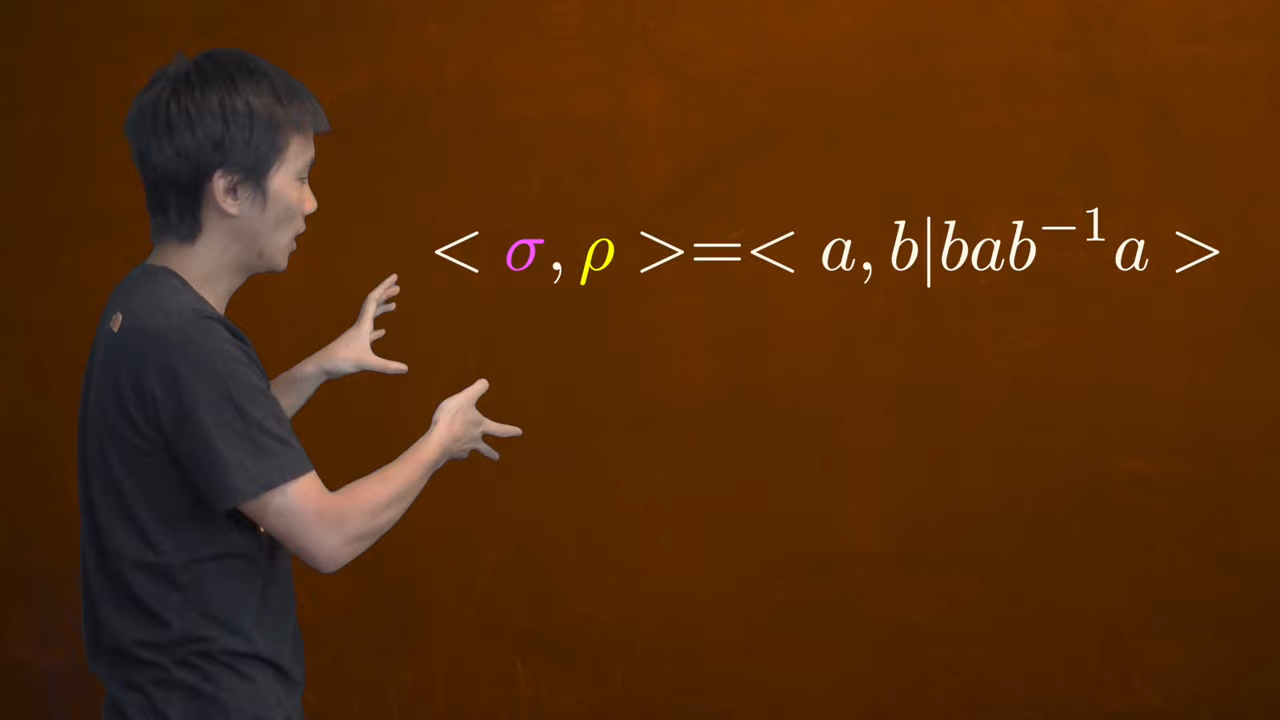 < σ, ρ >=< a, b|bab⁻¹a >